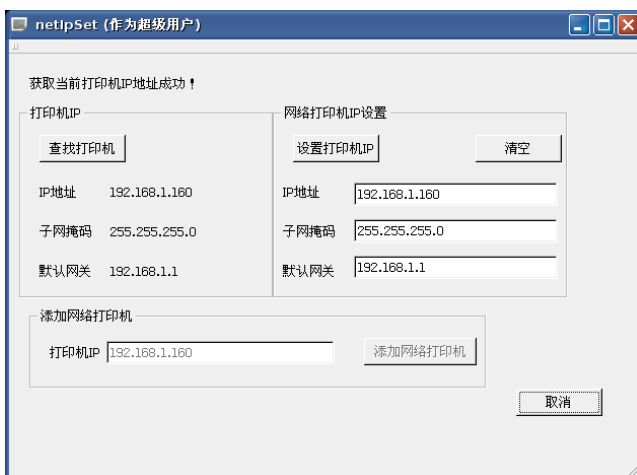 netIpSet (作为超级用户)
获取当前打印机IP地址成功！
打印机IP
查找打印机
IP地址 192.168.1.160
子网掩码 255.255.255.0
默认网关 192.168.1.1
网络打印机IP设置
设置打印机IP 清空
IP地址 192.168.1.160
子网掩码 255.255.255.0
默认网关 192.168.1.1
添加网络打印机
打印机IP 192.168.1.160 添加网络打印机
取消